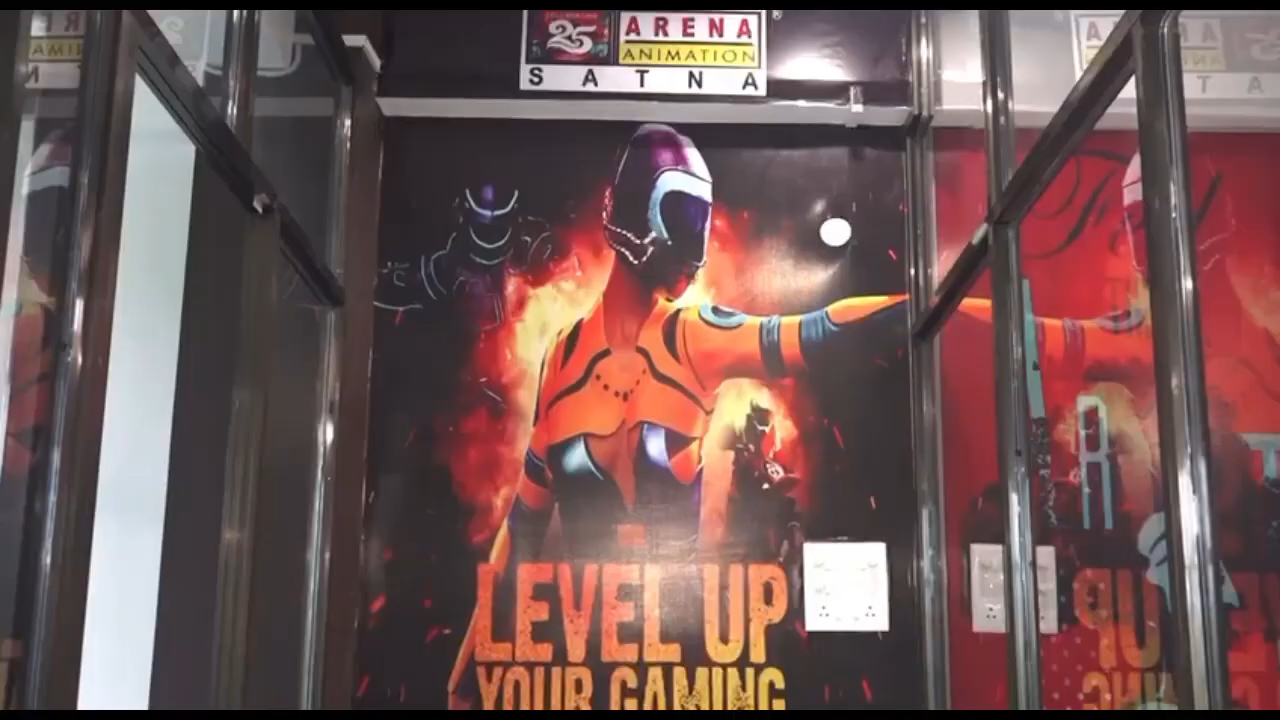 25
ARENA
ANIMATION
SATNA
LEVEL UP
YOUR GAMING